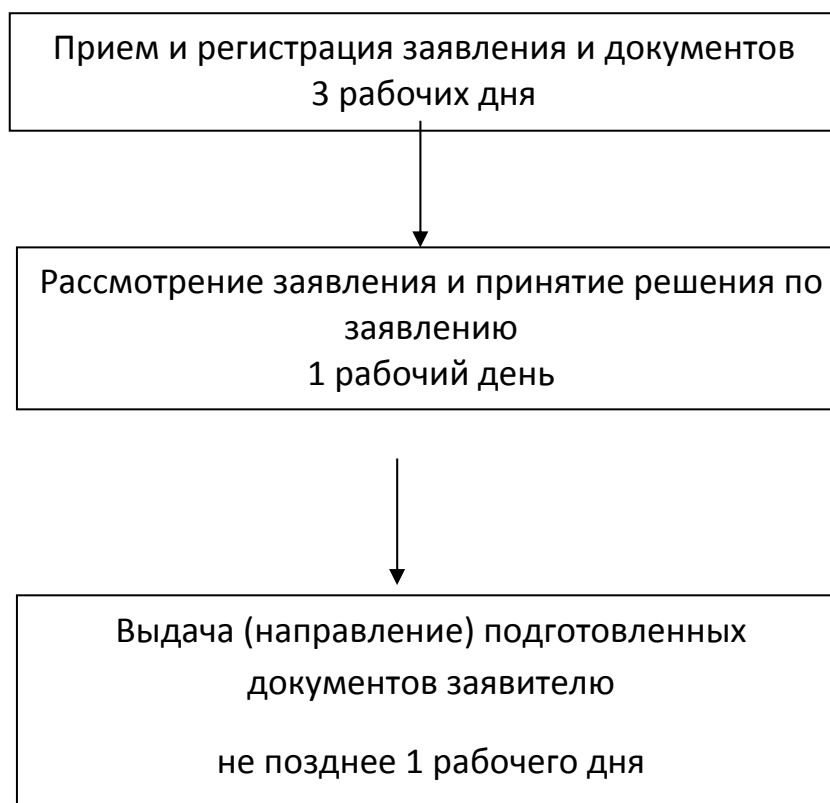 Прием и регистрация заявления и документов
3 рабочих дня
Рассмотрение заявления и принятие решения по
заявлению
1 рабочий день
Выдача (направление) подготовленных
документов заявителю
не позднее 1 рабочего дня